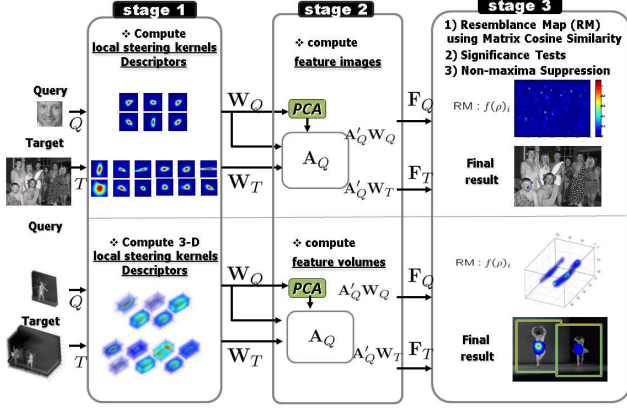 stage 1
stage 2
stage 3
❖ Compute
local steering kernels
Descriptors
❖ compute
feature images
1) Resemblance Map (RM)
using Matrix Cosine Similarity
2) Significance Tests
3) Non-maxima Suppression
Query
Q
W_Q
PCA
F_Q
RM : f(ρ)_i
Target
T
W_T
A_Q
A'_Q W_Q
A'_Q W_T
F_T
Final
result
Query
❖ Compute 3-D
local steering kernels
Descriptors
❖ compute
feature volumes
Q
W_Q
PCA
A'_Q W_Q
F_Q
RM : f(ρ)_i
Target
T
W_T
A_Q
A'_Q W_T
F_T
Final
result